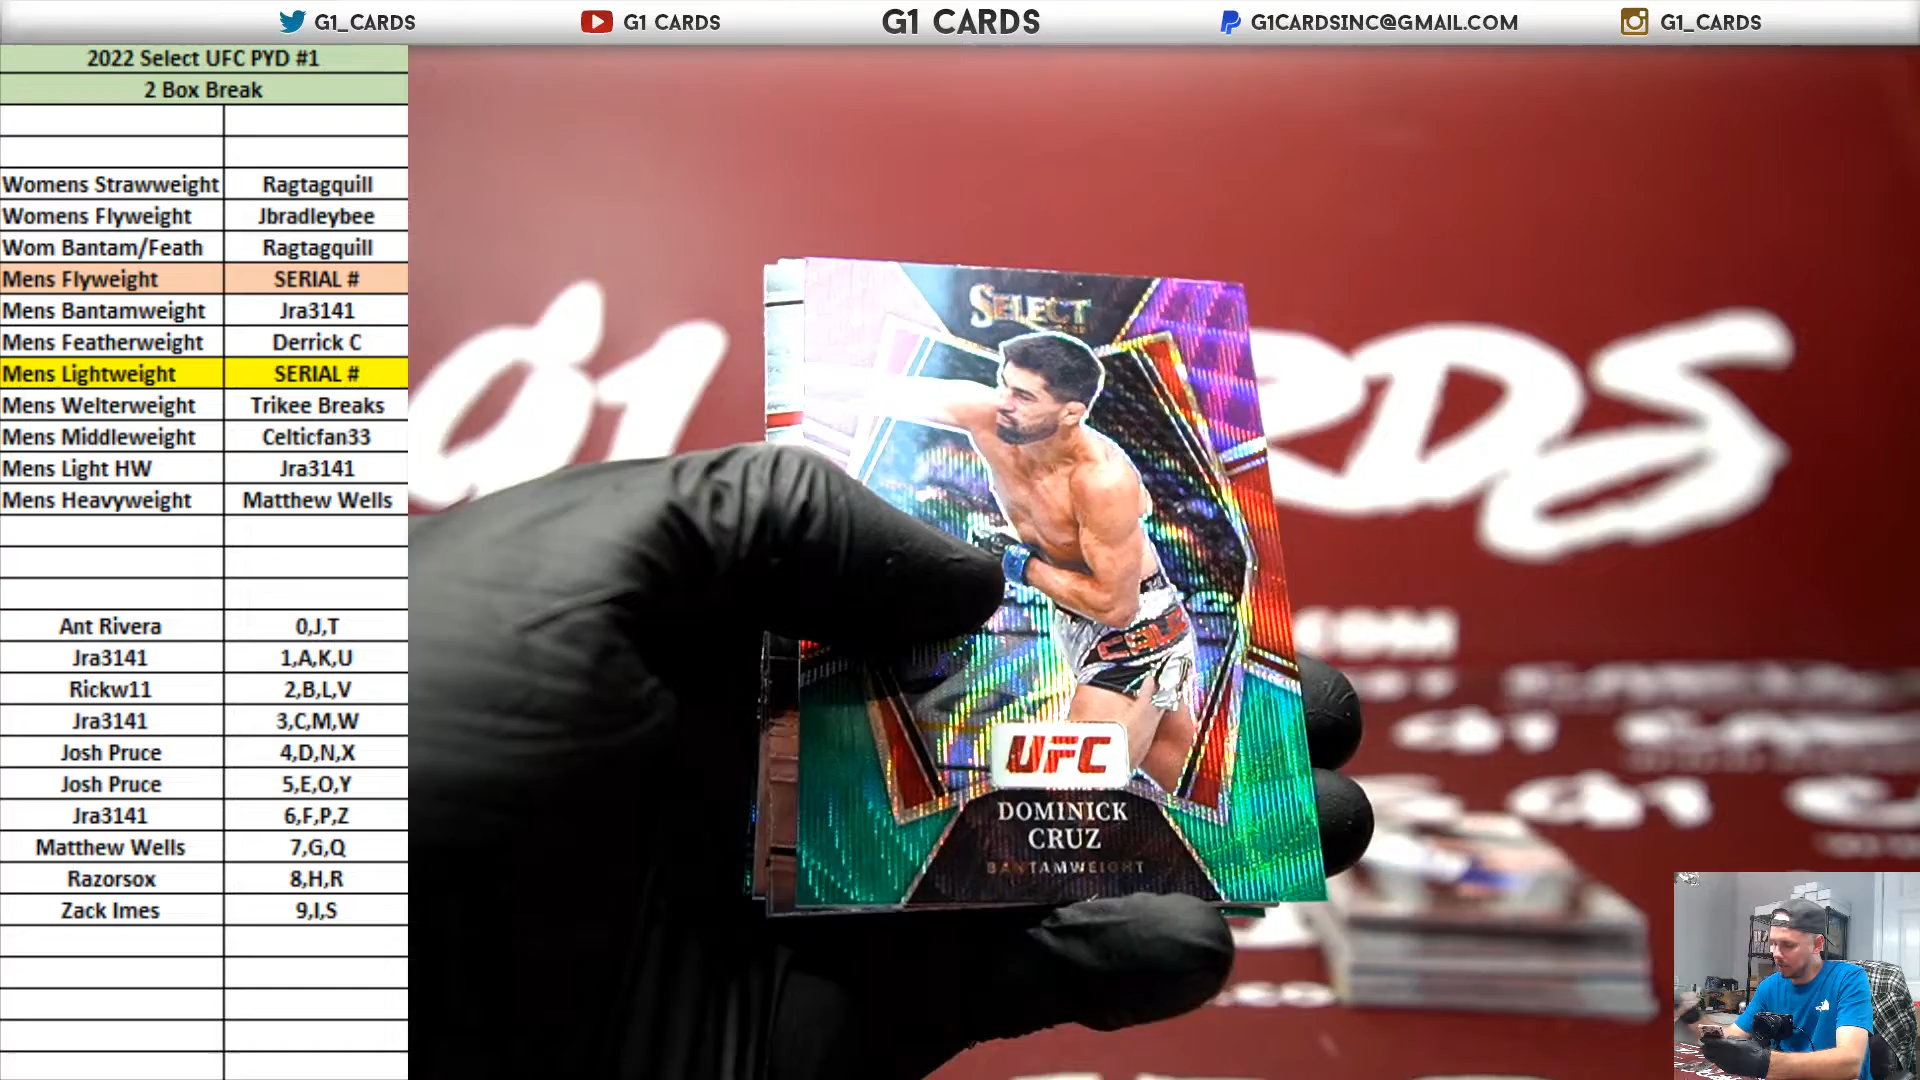 G1_CARDS
G1 CARDS
G1 CARDS
G1CARDSINC@GMAIL.COM
G1_CARDS
2022 Select UFC PYD #1
2 Box Break
Womens Strawweight Ragtagquill
Womens Flyweight Jbradleybee
Wom Bantam/Feath Ragtagquill
Mens Flyweight SERIAL #
Mens Bantamweight Jra3141
Mens Featherweight Derrick C
Mens Lightweight SERIAL #
Mens Welterweight Trikee Breaks
Mens Middleweight Celticfan33
Mens Light HW Jra3141
Mens Heavyweight Matthew Wells
Ant Rivera 0,J,T
Jra3141 1,A,K,U
Rickw11 2,B,L,V
Jra3141 3,C,M,W
Josh Pruce 4,D,N,X
Josh Pruce 5,E,O,Y
Jra3141 6,F,P,Z
Matthew Wells 7,G,Q
Razorsox 8,H,R
Zack Imes 9,I,S
SELECT
UFC
DOMINICK
CRUZ
BANTAMWEIGHT
G1
RDS